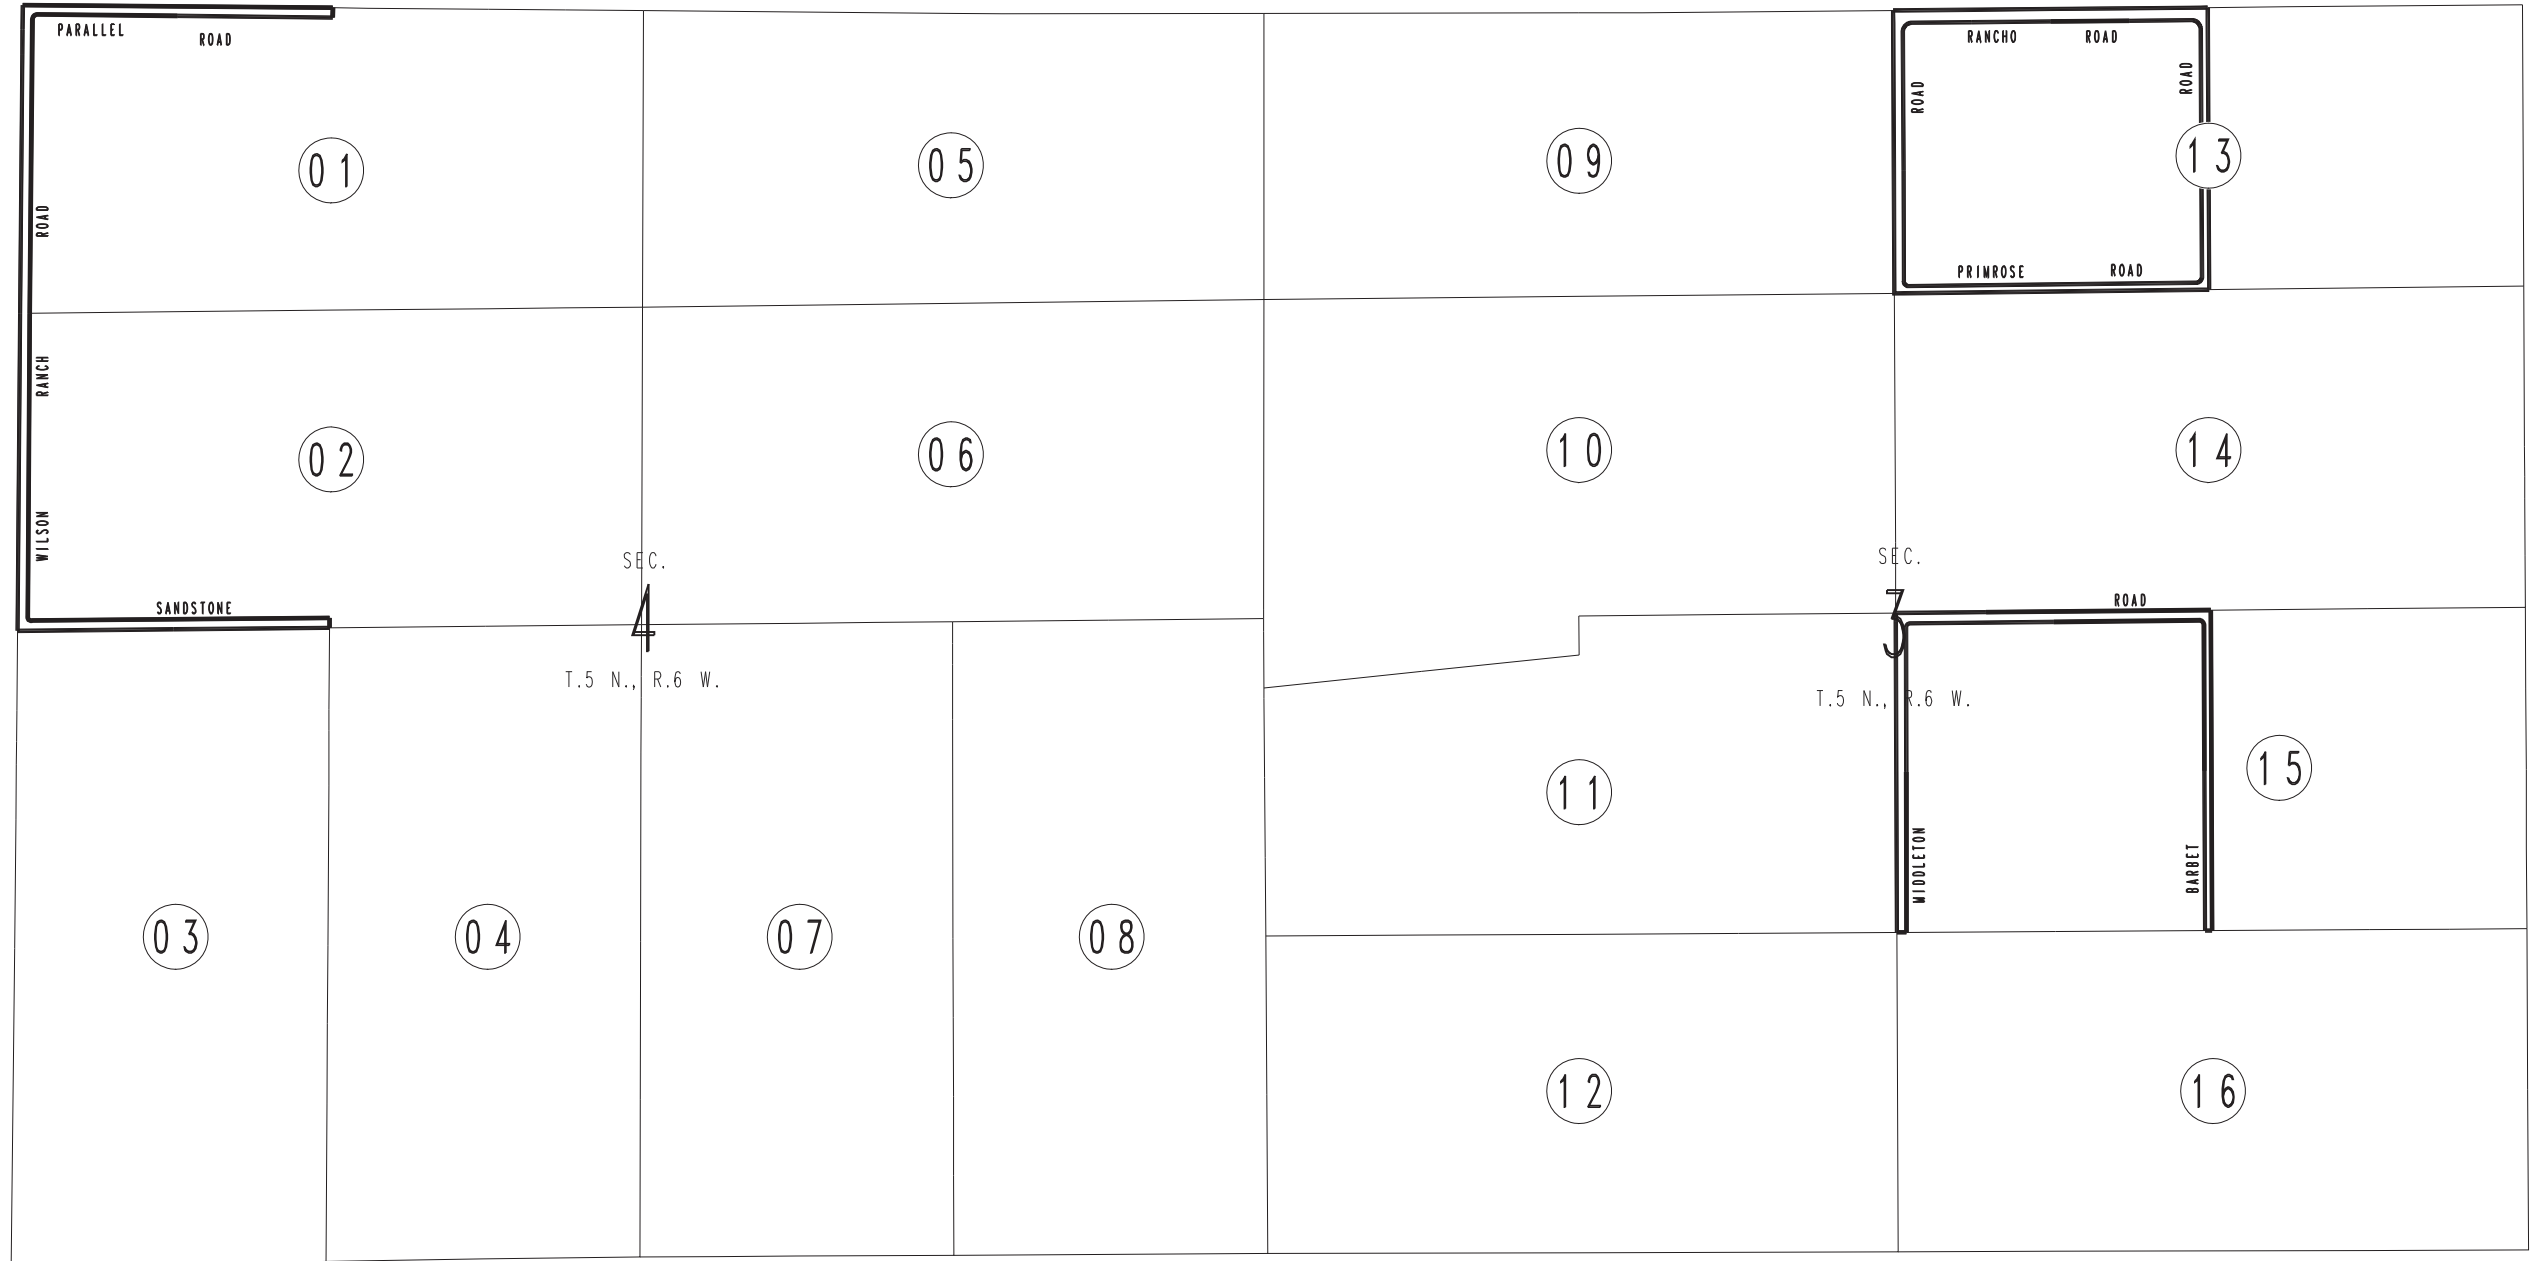 PARALLEL ROAD
RANCHO ROAD
ROAD
ROAD
01
05
09
13
ROAD
PRIMROSE ROAD
RANCH
02
06
10
14
WILSON
SEC.
SEC.
SANDSTONE
4
3
ROAD
T.5 N., R.6 W.
T.5 N., R.6 W.
15
11
MIDDLETON
BARBET
03
04
07
08
12
16